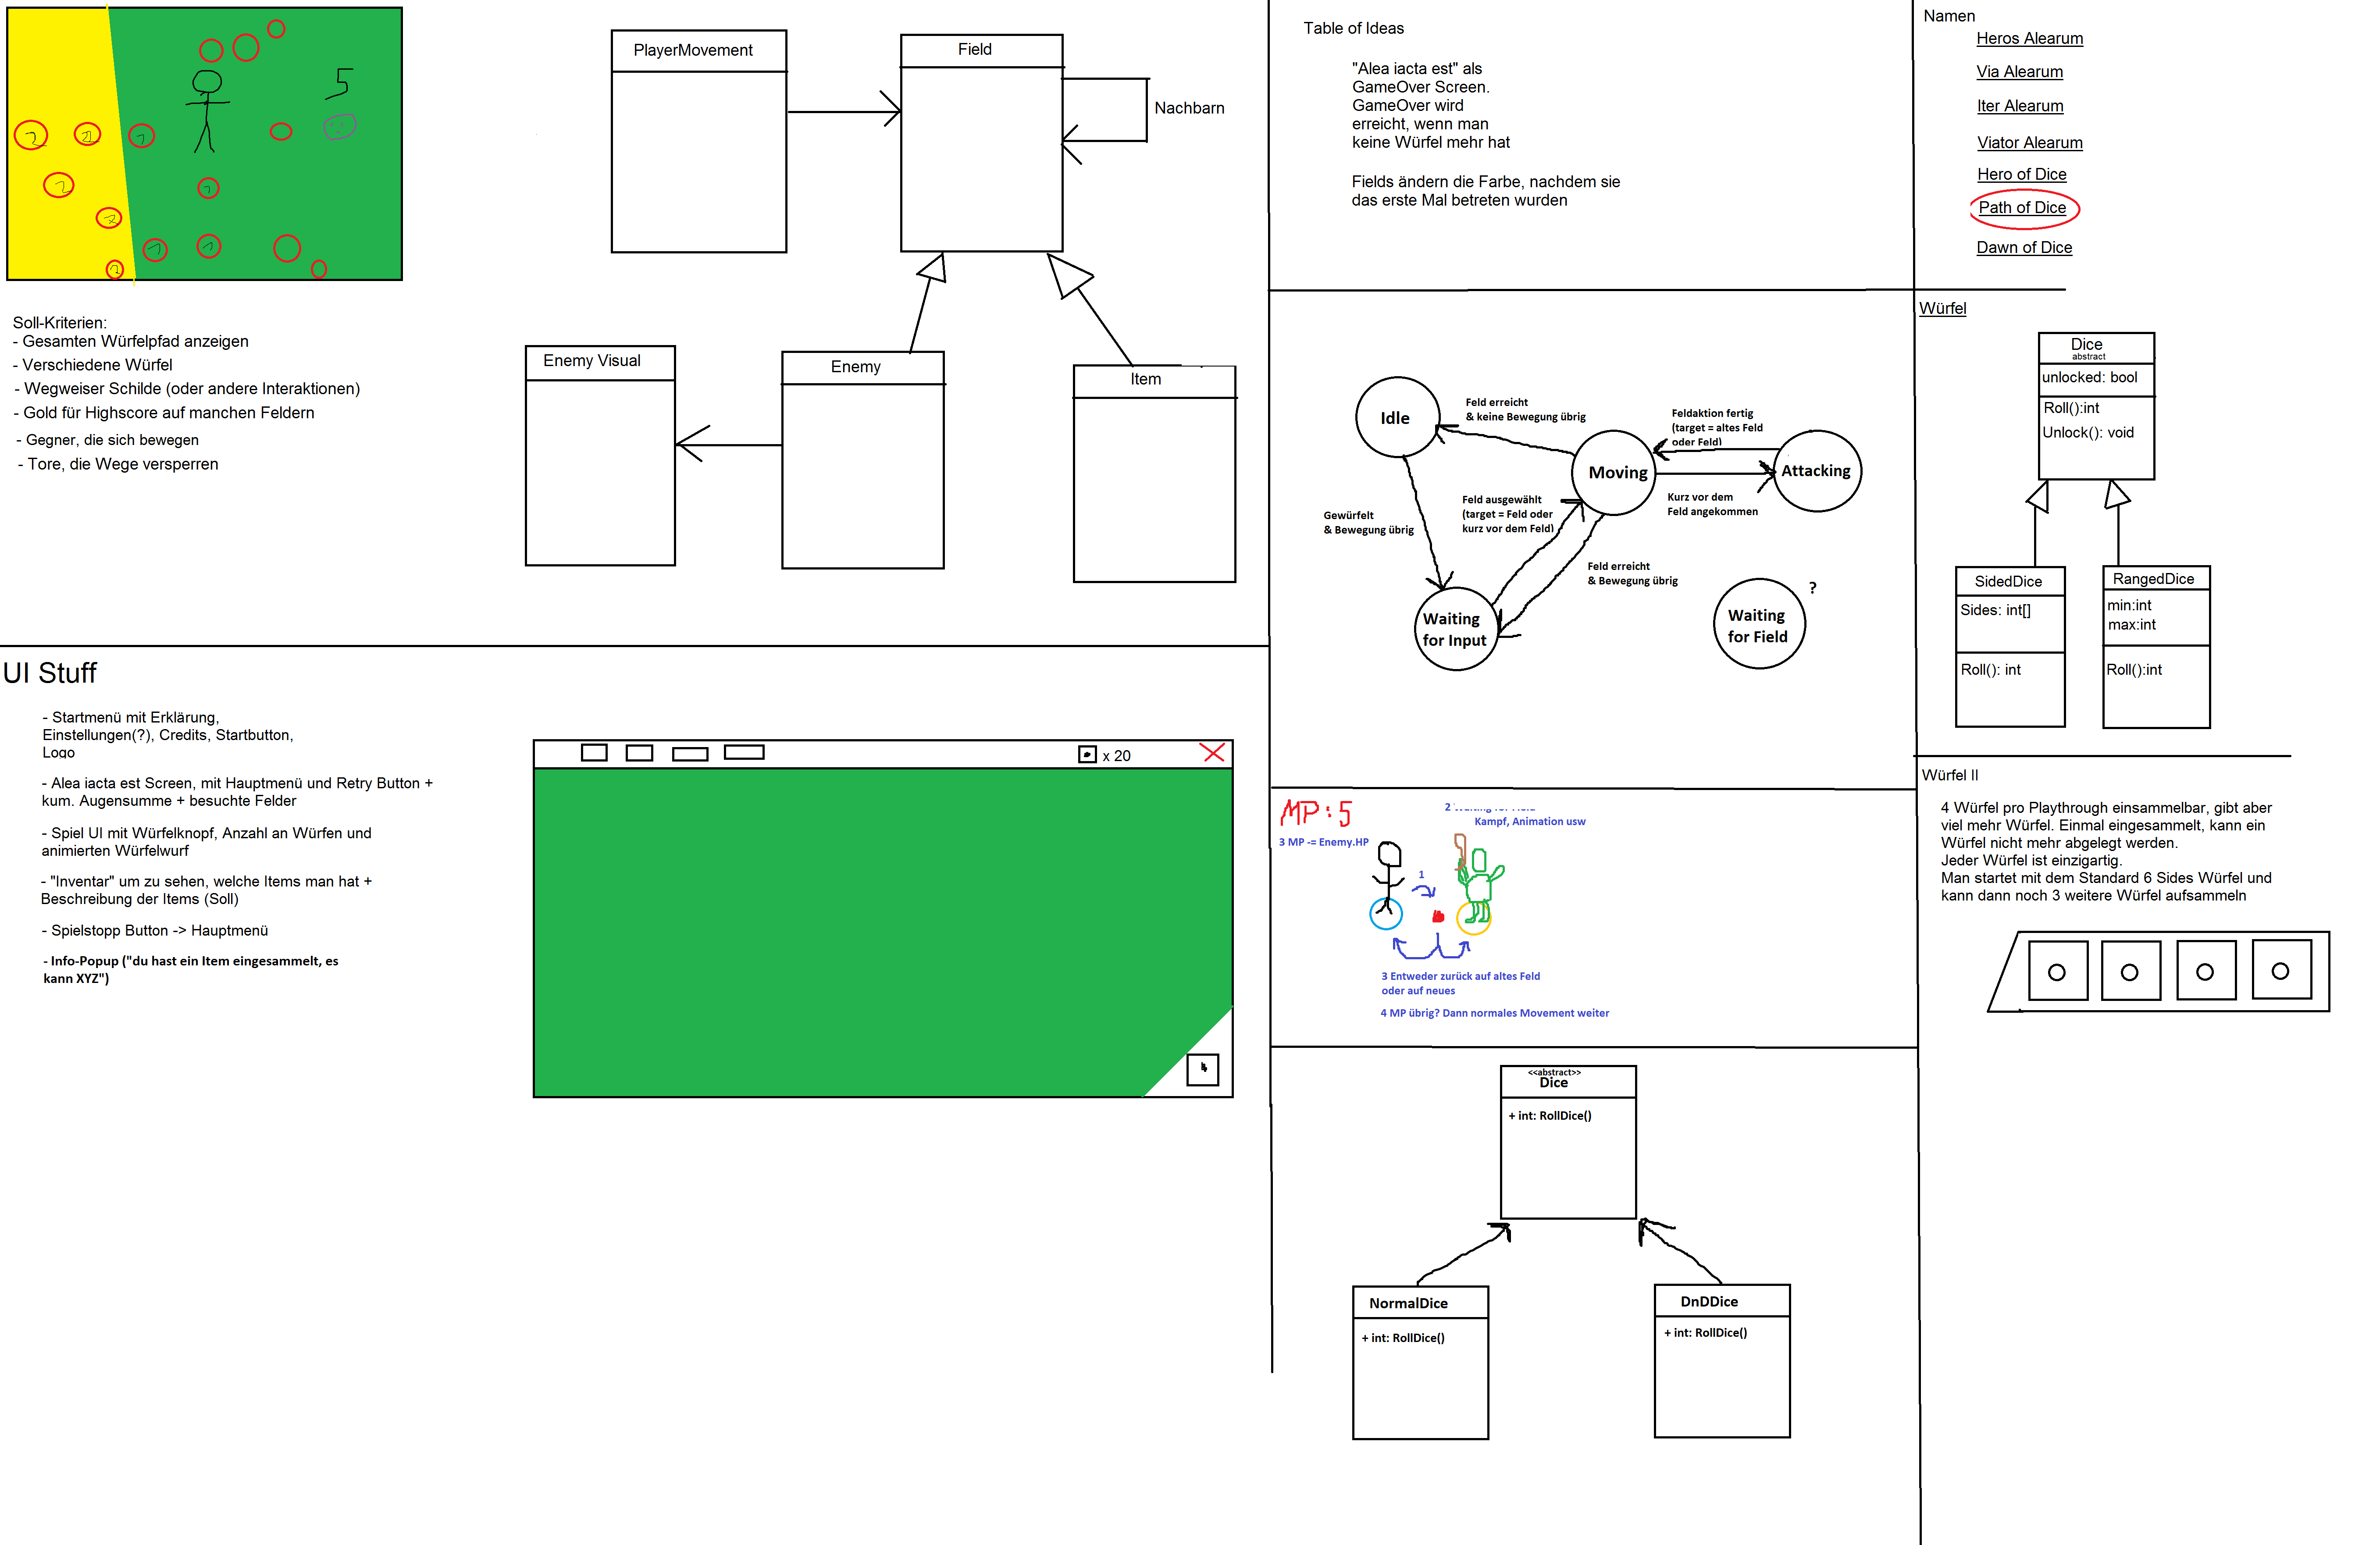 5
2
2
1
2
1
2
1
1
2
Soll-Kriterien:
- Gesamten Würfelpfad anzeigen
- Verschiedene Würfel
- Wegweiser Schilde (oder andere Interaktionen)
- Gold für Highscore auf manchen Feldern
- Gegner, die sich bewegen
- Tore, die Wege versperren
PlayerMovement
Field
Nachbarn
Enemy Visual
Enemy
Item
UI Stuff
- Startmenü mit Erklärung,
Einstellungen(?), Credits, Startbutton,
Logo
- Alea iacta est Screen, mit Hauptmenü und Retry Button +
kum. Augensumme + besuchte Felder
- Spiel UI mit Würfelknopf, Anzahl an Würfen und
animierten Würfelwurf
- "Inventar" um zu sehen, welche Items man hat +
Beschreibung der Items (Soll)
- Spielstopp Button -> Hauptmenü
- Info-Popup ("du hast ein Item eingesammelt, es
kann XYZ")
x 20
Table of Ideas
"Alea iacta est" als
GameOver Screen.
GameOver wird
erreicht, wenn man
keine Würfel mehr hat
Fields ändern die Farbe, nachdem sie
das erste Mal betreten wurden
Idle
Feld erreicht
& keine Bewegung übrig
Moving
Feldaktion fertig
(target = altes Feld
oder Feld)
Attacking
Kurz vor dem
Feld angekommen
Gewürfelt
& Bewegung übrig
Feld ausgewählt
(target = Feld oder
kurz vor dem Feld)
Feld erreicht
& Bewegung übrig
Waiting
for Input
Waiting
for Field
?
MP: 5
3 MP -= Enemy.HP
2
Kampf, Animation usw
1
3 Entweder zurück auf altes Feld
oder auf neues
4 MP übrig? Dann normales Movement weiter
<<abstract>>
Dice
+ int: RollDice()
NormalDice
+ int: RollDice()
DnDDice
+ int: RollDice()
Namen
Heros Alearum
Via Alearum
Iter Alearum
Viator Alearum
Hero of Dice
Path of Dice
Dawn of Dice
Würfel
Dice
abstract
unlocked: bool
Roll():int
Unlock(): void
SidedDice
Sides: int[]
Roll(): int
RangedDice
min:int
max:int
Roll():int
Würfel II
4 Würfel pro Playthrough einsammelbar, gibt aber
viel mehr Würfel. Einmal eingesammelt, kann ein
Würfel nicht mehr abgelegt werden.
Jeder Würfel ist einzigartig.
Man startet mit dem Standard 6 Sides Würfel und
kann dann noch 3 weitere Würfel aufsammeln